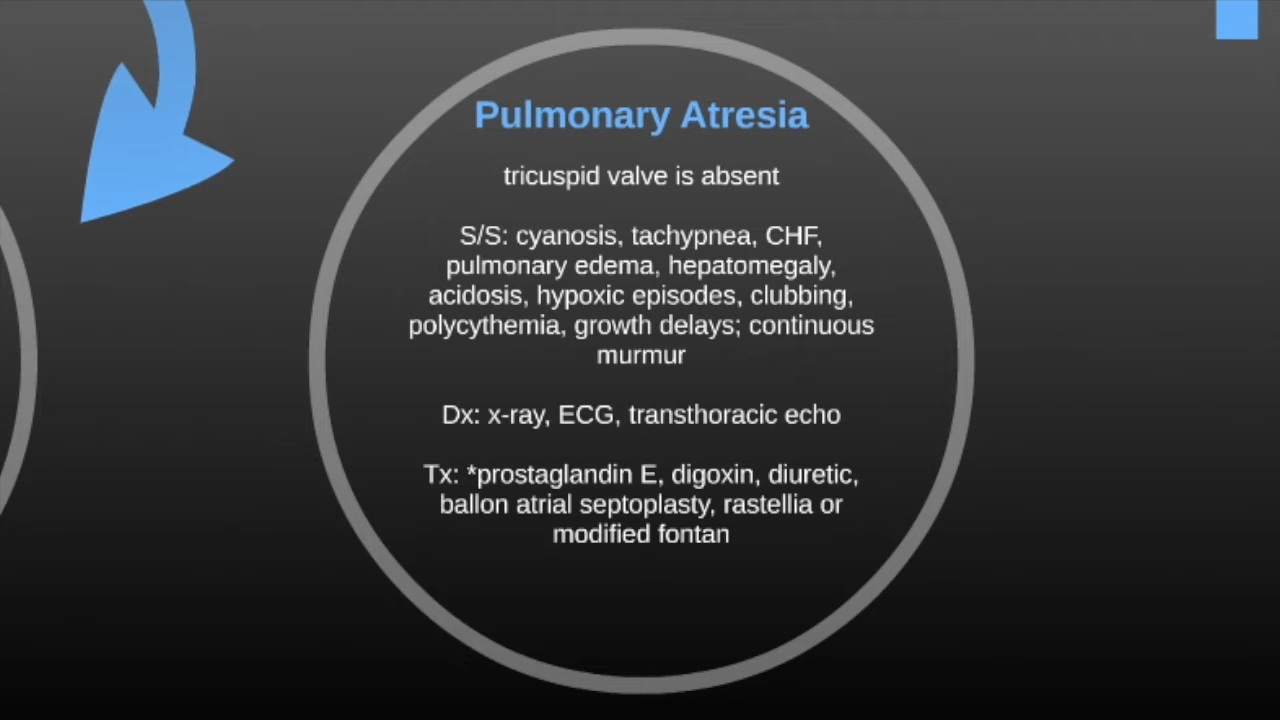 Pulmonary Atresia
tricuspid valve is absent
S/S: cyanosis, tachypnea, CHF,
pulmonary edema, hepatomegaly,
acidosis, hypoxic episodes, clubbing,
polycythemia, growth delays; continuous
murmur
Dx: x-ray, ECG, transthoracic echo
Tx: *prostaglandin E, digoxin, diuretic,
ballon atrial septoplasty, rastellia or
modified fontan